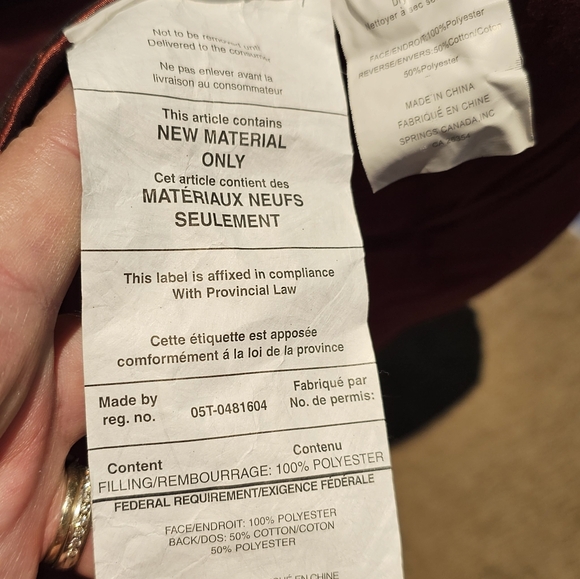 Not to be removed until
Delivered to the consumer
Ne pas enlever avant la
livraison au consommateur
This article contains
NEW MATERIAL
ONLY
Cet article contient des
MATÉRIAUX NEUFS
SEULEMENT
This label is affixed in compliance
With Provincial Law
Cette étiquette est apposée
comformément á la loi de la province
Made by
reg. no.
05T-0481604
Fabriqué par
No. de permis:
Content
Contenu
FILLING/REMBOURRAGE: 100% POLYESTER
FEDERAL REQUIREMENT/EXIGENCE FÉDÉRALE
FACE/ENDROIT: 100% POLYESTER
BACK/DOS: 50% COTTON/COTON
50% POLYESTER
EN CHINE
Nettoyer à sec
FACE/ENDROIT:100%Polyester
REVERSE/ENVERS:50%Cotton/Coton
50%Polyester
MADE IN CHINA
FABRIQUÉ EN CHINE
SPRINGS CANADA,INC